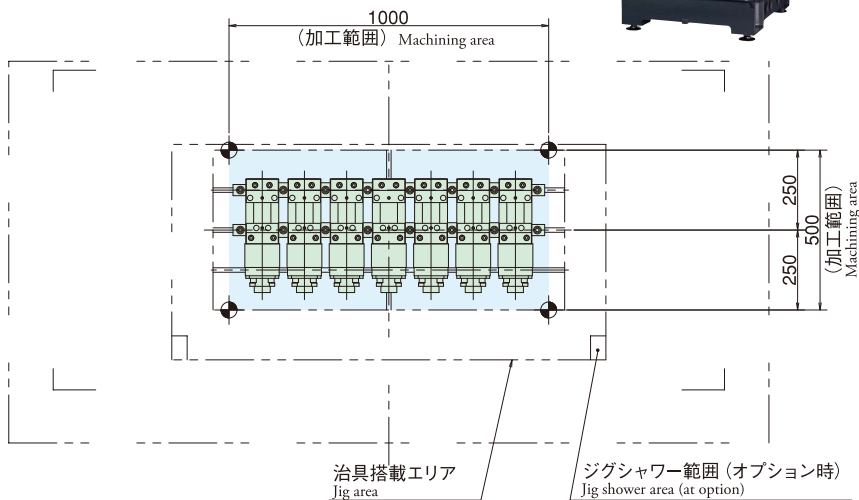 1000
（加工範囲） Machining area
250
250
500
（加工範囲）
Machining area
治具搭載エリア
Jig area
ジグシャワー範囲（オプション時）
Jig shower area (at option)